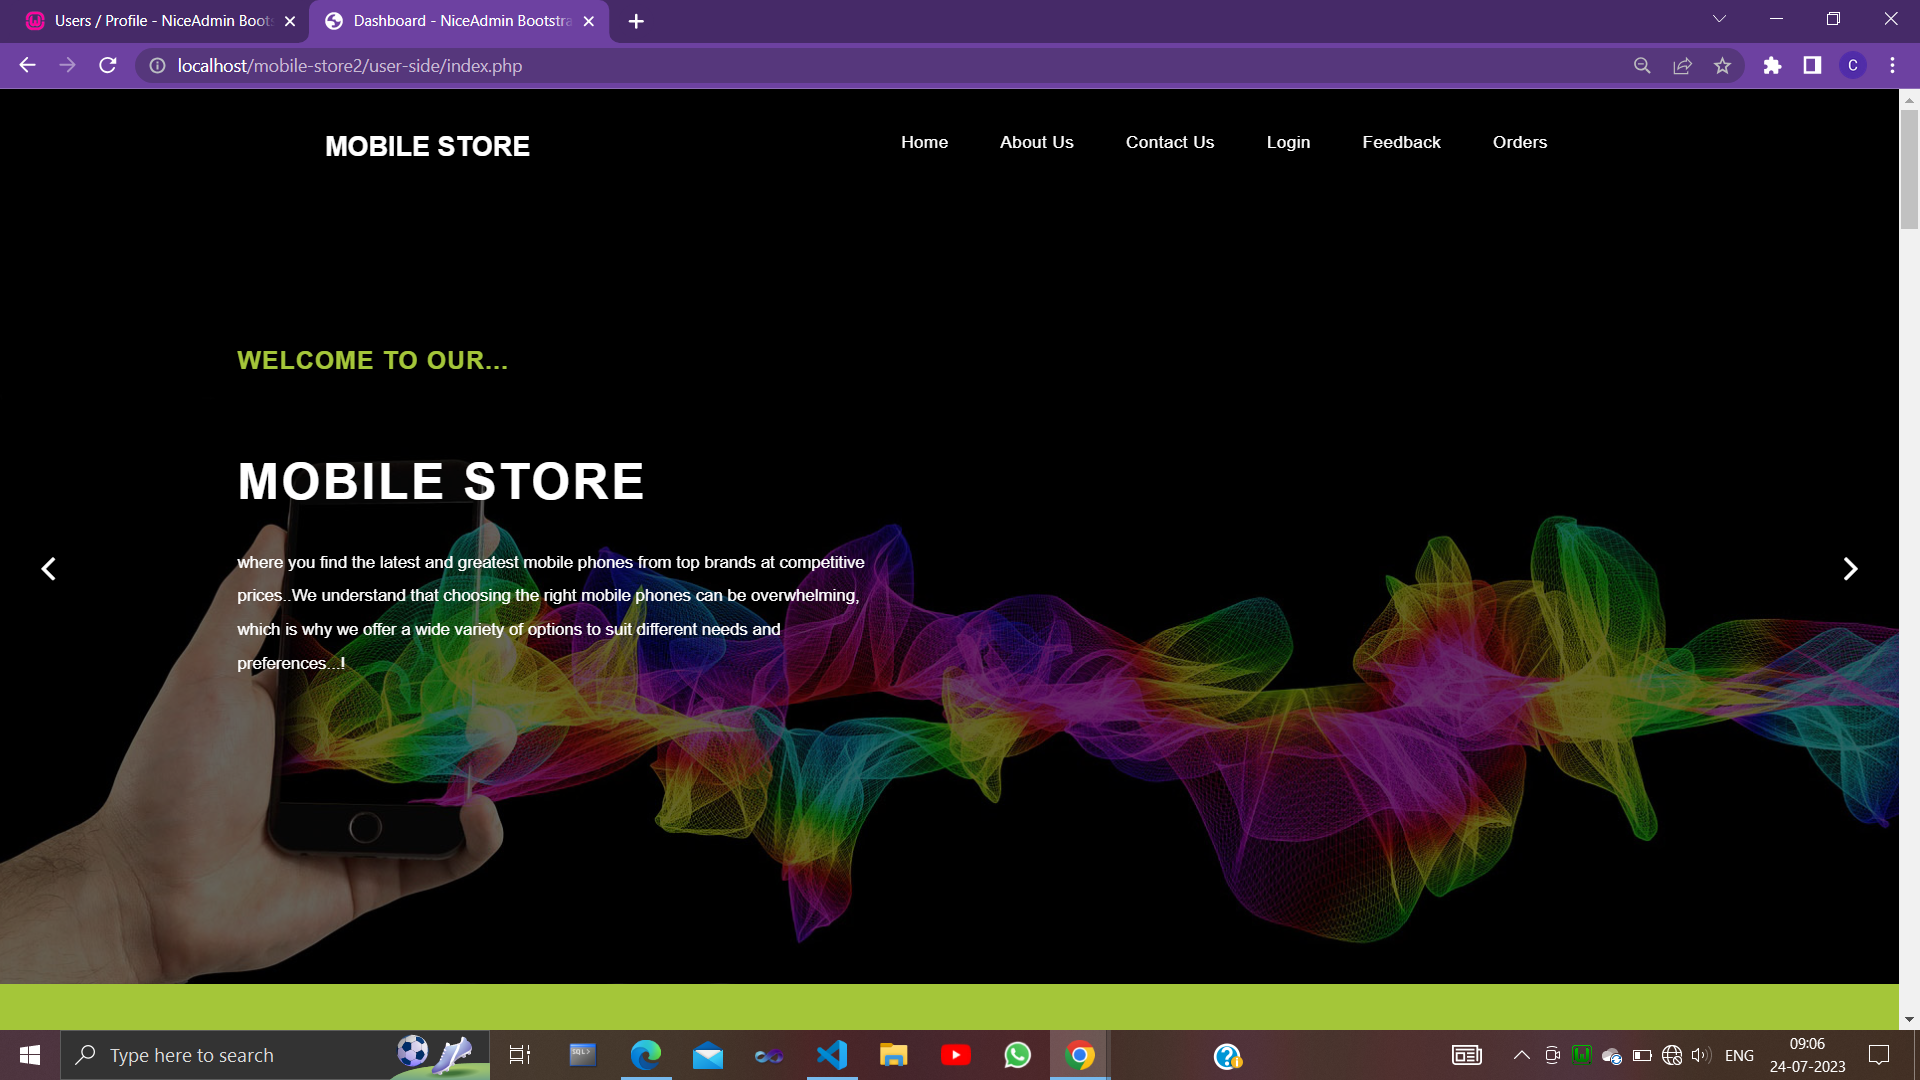 Users / Profile - NiceAdmin Boots
Dashboard - NiceAdmin Bootstra
localhost/mobile-store2/user-side/index.php
C
MOBILE STORE
Home
About Us
Contact Us
Login
Feedback
Orders
WELCOME TO OUR...
MOBILE STORE
where you find the latest and greatest mobile phones from top brands at competitive
prices..We understand that choosing the right mobile phones can be overwhelming,
which is why we offer a wide variety of options to suit different needs and
preferences...!
Type here to search
SQL>
ENG
09:06
24-07-2023